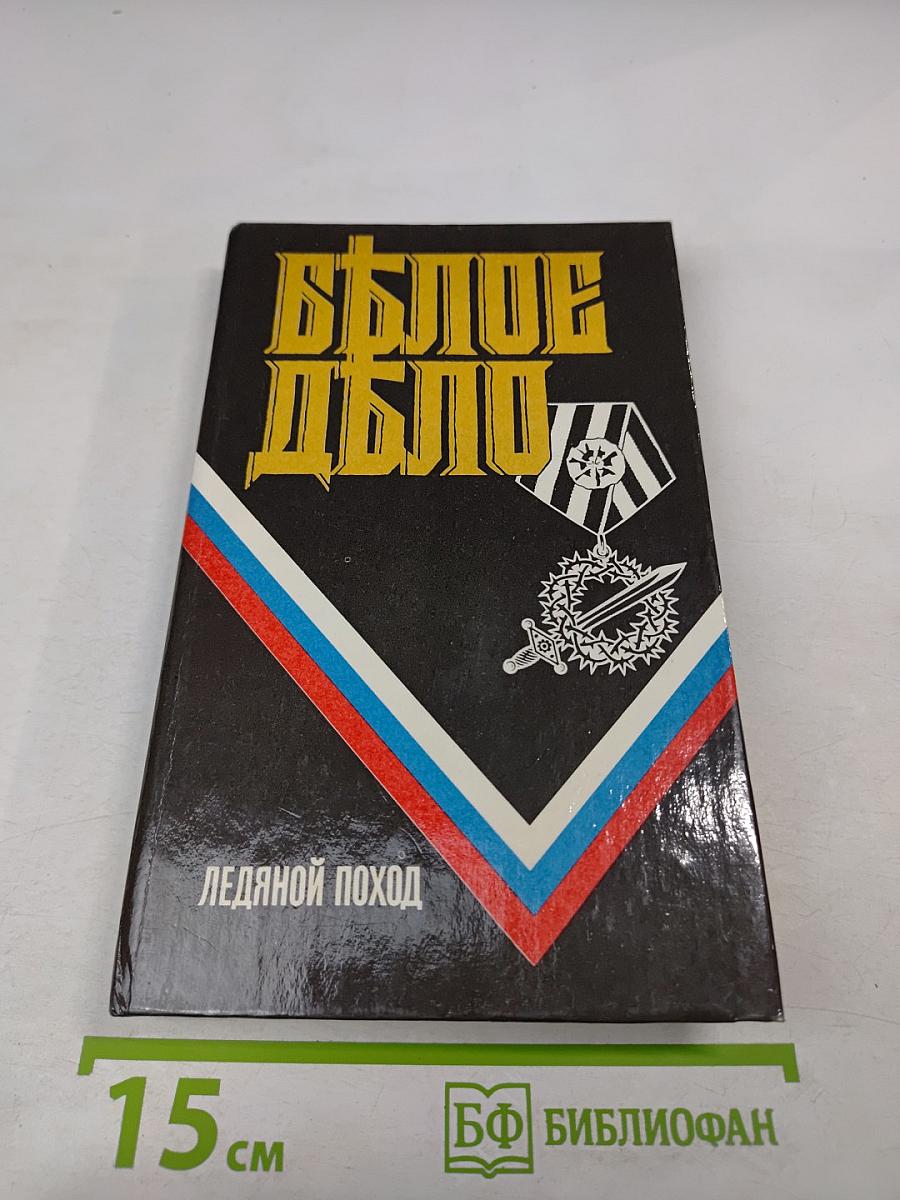 БѢЛОЕ
ДѢЛО
ЛЕДЯНОЙ ПОХОД
15 см
БФ БИБЛИОФАН